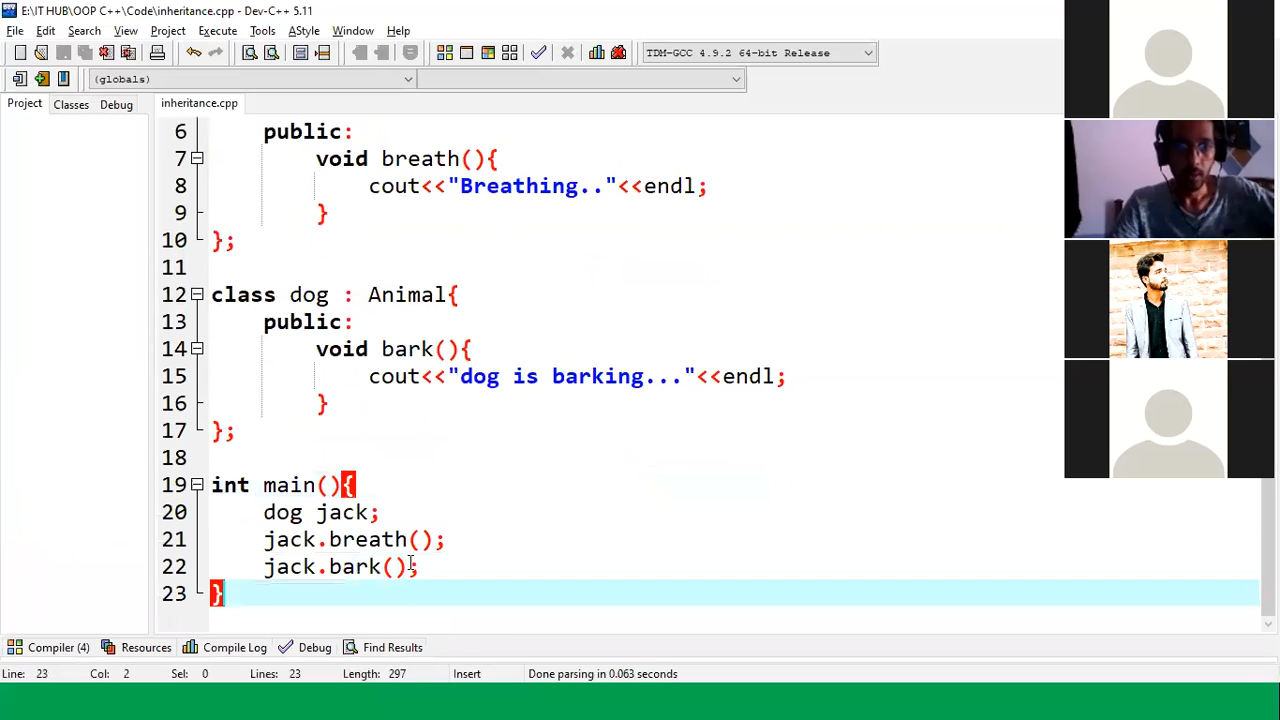 E:\IT HUB\OOP C++\Code\inheritance.cpp - Dev-C++ 5.11
File Edit Search View Project Execute Tools AStyle Window Help
TDM-GCC 4.9.2 64-bit Release
(globals)
Project Classes Debug inheritance.cpp
6 public:
7 void breath(){
8 cout<<"Breathing.."<<endl;
9 }
10 };
11
12 class dog : Animal{
13 public:
14 void bark(){
15 cout<<"dog is barking..."<<endl;
16 }
17 };
18
19 int main(){
20 dog jack;
21 jack.breath();
22 jack.bark();
23 }
Compiler (4) Resources Compile Log Debug Find Results
Line: 23 Col: 2 Sel: 0 Lines: 23 Length: 297 Insert Done parsing in 0.063 seconds